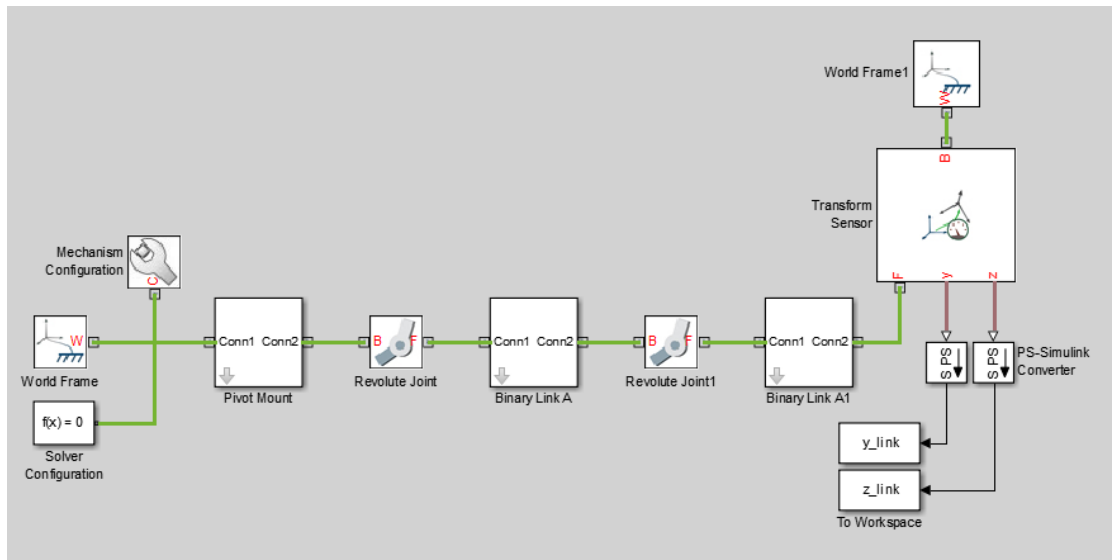 World Frame1
W
B
Transform
Sensor
F
y
z
Mechanism
Configuration
C
W
World Frame
Conn1 Conn2
Pivot Mount
B F
Revolute Joint
Conn1 Conn2
Binary Link A
B F
Revolute Joint1
Conn1 Conn2
Binary Link A1
S PS
S PS
PS-Simulink
Converter
f(x) = 0
Solver
Configuration
y_link
z_link
To Workspace